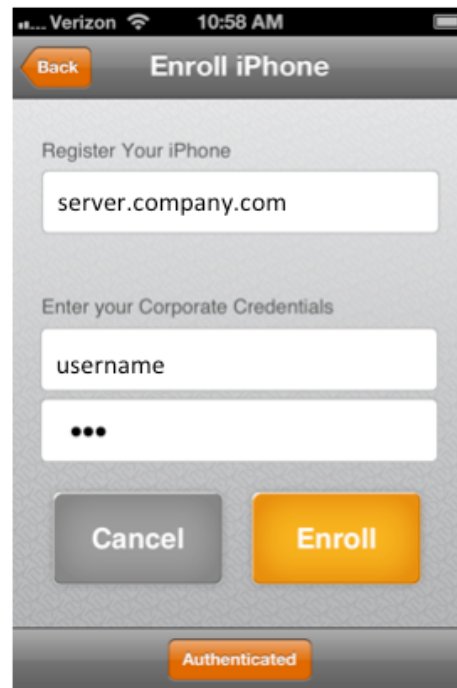 ... Verizon 10:58 AM
Back Enroll iPhone
Register Your iPhone
server.company.com
Enter your Corporate Credentials
username
•••
Cancel Enroll
Authenticated